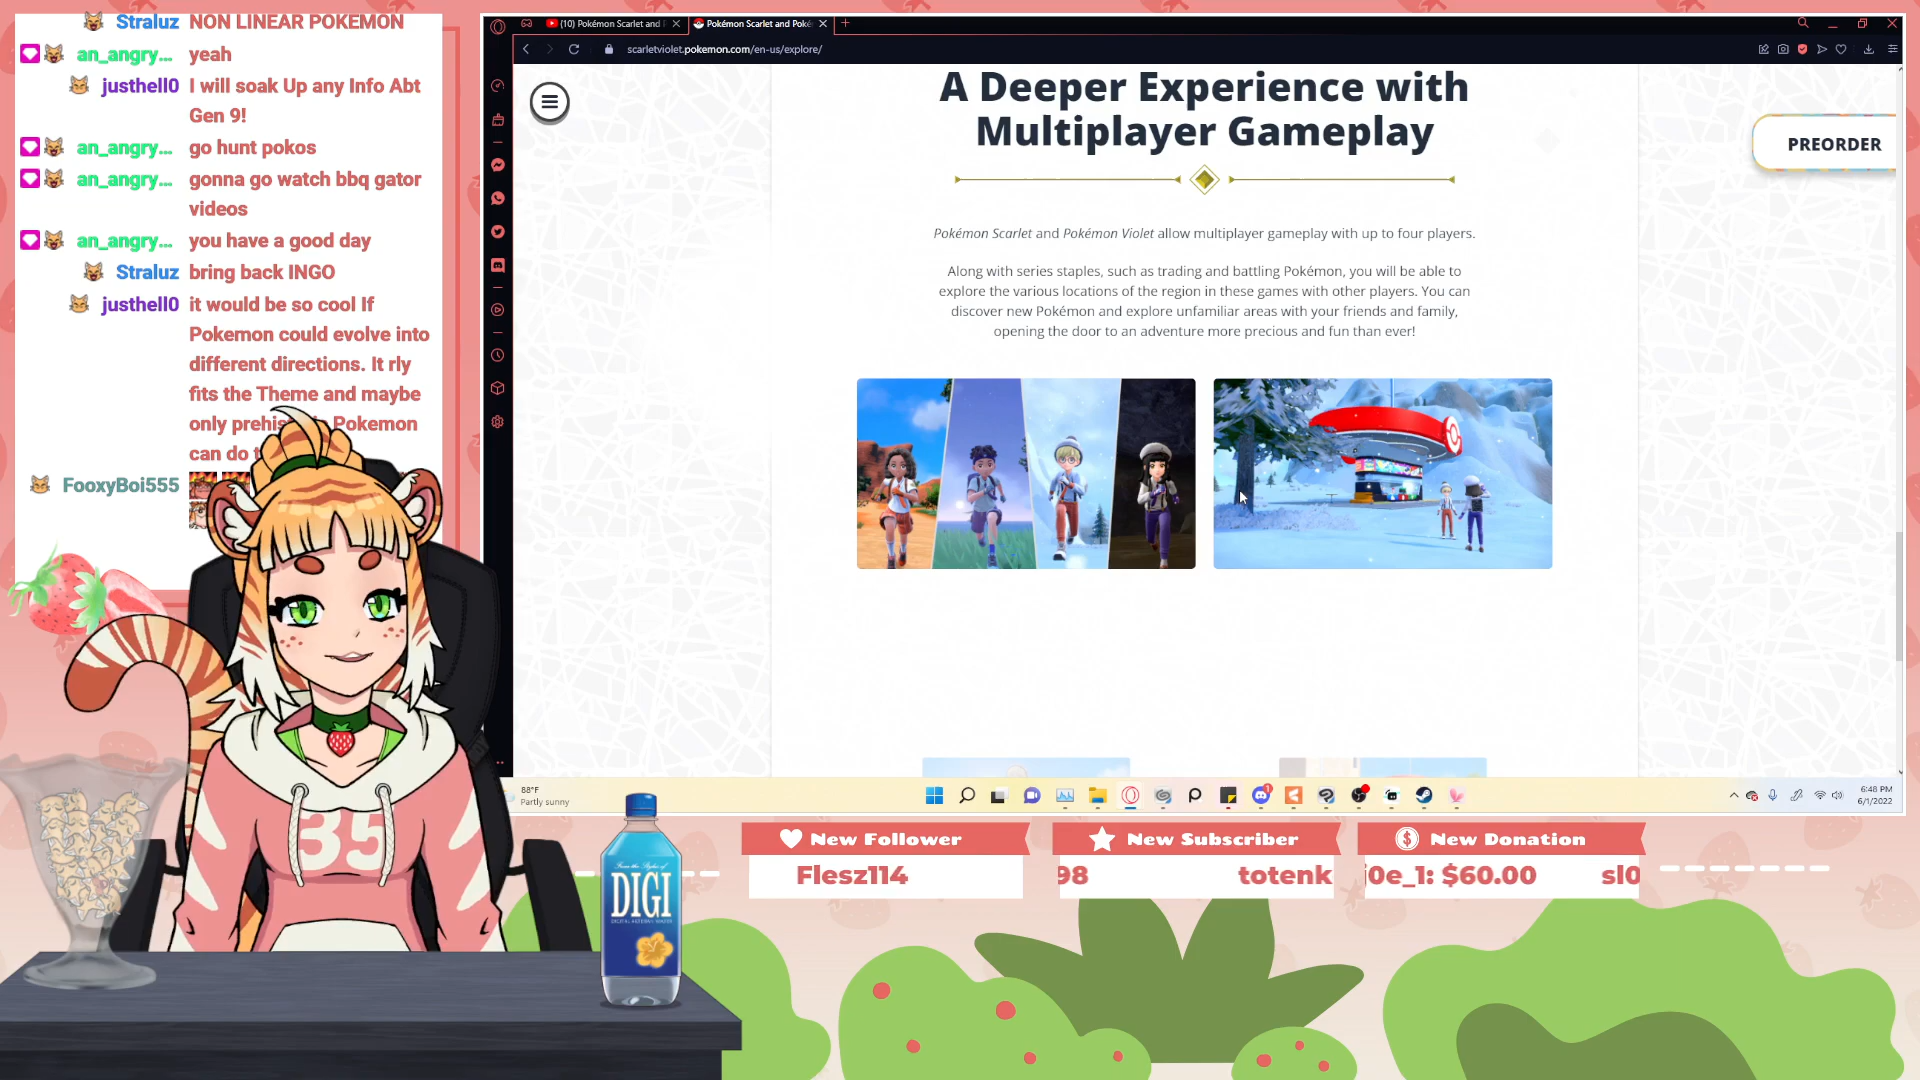 Straluz NON LINEAR POKEMON
an_angry... yeah
justhell0 I will soak Up any Info Abt
Gen 9!
an_angry... go hunt pokos
an_angry... gonna go watch bbq gator
videos
an_angry... you have a good day
Straluz bring back INGO
justhell0 it would be so cool If
Pokemon could evolve into
different directions. It rly
fits the Theme and maybe
Pokemon
can do
FooxyBoi555
35
DIGI
(10) Pokémon Scarlet and
Pokémon Scarlet and Poké
scarletviolet.pokemon.com/en-us/explore/
A Deeper Experience with
Multiplayer Gameplay
PREORDER
Pokémon Scarlet and Pokémon Violet allow multiplayer gameplay with up to four players.
Along with series staples, such as trading and battling Pokémon, you will be able to
explore the various locations of the region in these games with other players. You can
discover new Pokémon and explore unfamiliar areas with your friends and family,
opening the door to an adventure more precious and fun than ever!
88°F
Partly sunny
6:48 PM
6/1/2022
New Follower
Flesz114
New Subscriber
98 totenk
New Donation
0e_1: $60.00 sl0